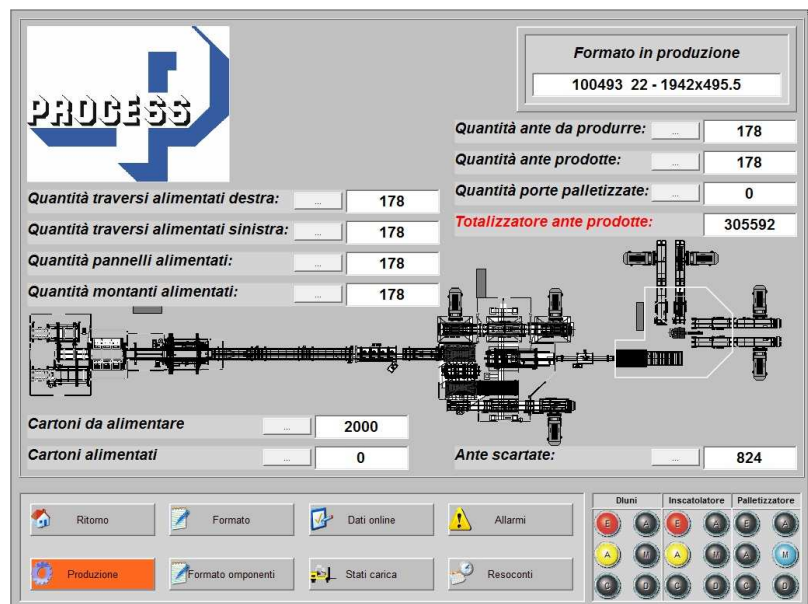 PROCESS
Formato in produzione
100493 22 - 1942x495.5
Quantità ante da produrre: ... 178
Quantità ante prodotte: ... 178
Quantità porte palletizzate: ... 0
Totalizzatore ante prodotte: 305592
Quantità traversi alimentati destra: ... 178
Quantità traversi alimentati sinistra: ... 178
Quantità pannelli alimentati: ... 178
Quantità montanti alimentati: ... 178
Cartoni da alimentare ... 2000
Cartoni alimentati ... 0
Ante scartate: ... 824
Ritorno
Formato
Dati online
Allarmi
Produzione
Formato omponenti
Stati carica
Resoconti
Diuni Inscatolatore Palletizzatore
E A E A E A
A M A M A M
C D C D C D